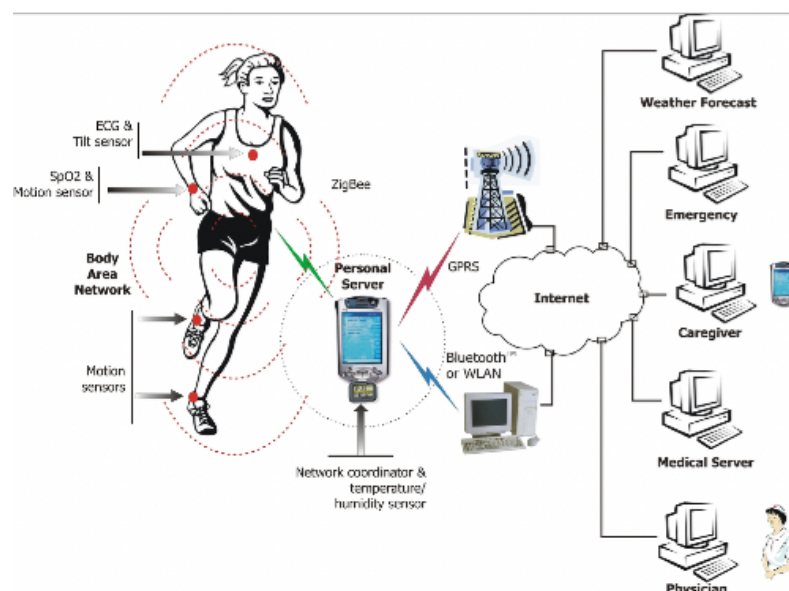 ECG &
Tilt sensor
SpO2 &
Motion sensor
ZigBee
Body
Area
Network
Motion
sensors
Personal
Server
Network coordinator &
temperature/
humidity sensor
GPRS
Bluetooth
or WLAN
Internet
Weather Forecast
Emergency
Caregiver
Medical Server
Physician